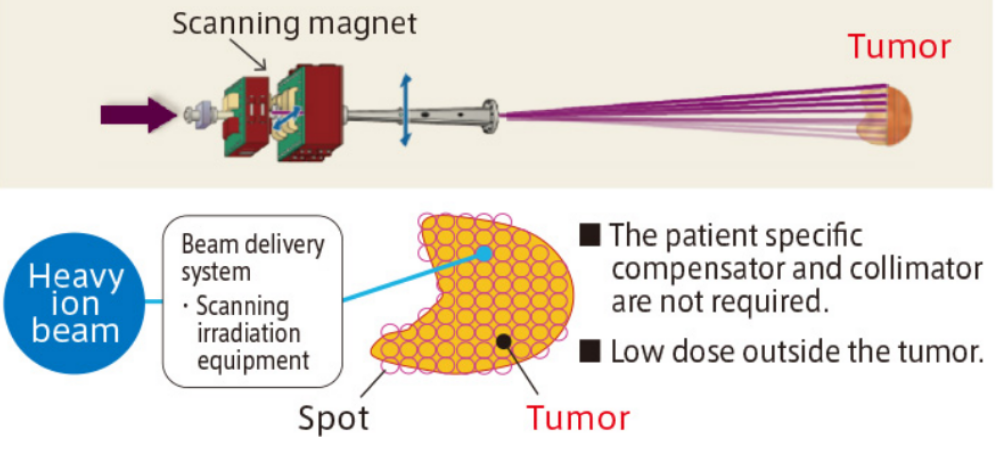 Scanning magnet
Tumor
Heavy
ion
beam
Beam delivery
system
· Scanning
irradiation
equipment
■ The patient specific
compensator and collimator
are not required.
■ Low dose outside the tumor.
Spot
Tumor